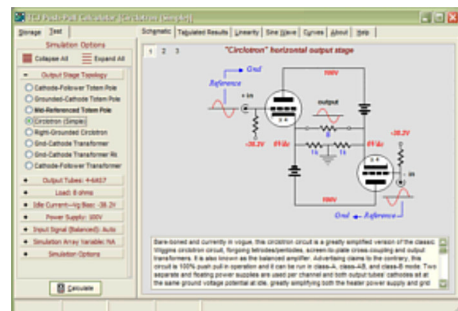 TCJ Push-Pull Calculator [Circlotron (Simple)]
Storage Test
Schematic Tabulated Results Linearity Sine Wave Curves About Help
Simulation Options
Collapse All Expand All
Output Stage Topology
Cathode-Follower Totem Pole
Grounded-Cathode Totem Pole
Mid-Referenced Totem Pole
Circlotron (Simple)
Right-Grounded Circlotron
Gnd-Cathode Transformer
Gnd-Cathode Transformer Rk
Cathode-Follower Transformer
Output Tubes: 4-6AS7
Load: 8 ohms
Idle Current--Vg Bias: -38.2V
Power Supply: 100V
Input Signal (Balanced): Auto
Simulation Array Variable: NA
Simulation Options
Calculate
1 2 3
"Circlotron" horizontal output stage
Gnd
Reference
100V
+ in
output
x 4
8
-38.2V
0Vdc
0Vdc
-38.2V
1k
1k
x 4
- in
100V
Gnd
Reference
Bare-boned and currently in vogue, this circlotron circuit is a greatly simplified version of the classic
Wiggins circlotron circuit, forgoing tetrodes/pentodes, screen-to-plate cross-coupling and output
transformers. It is also known as the balanced amplifier. Advertising claims to the contrary, this
circuit is 100% push pull in operation and it can be run in class-A, class-AB, and class-B mode. Two
separate and floating power supplies are used per channel and both output tubes' cathodes sit at
the same ground voltage potential at idle, greatly simplifying both the heater power supply and grid